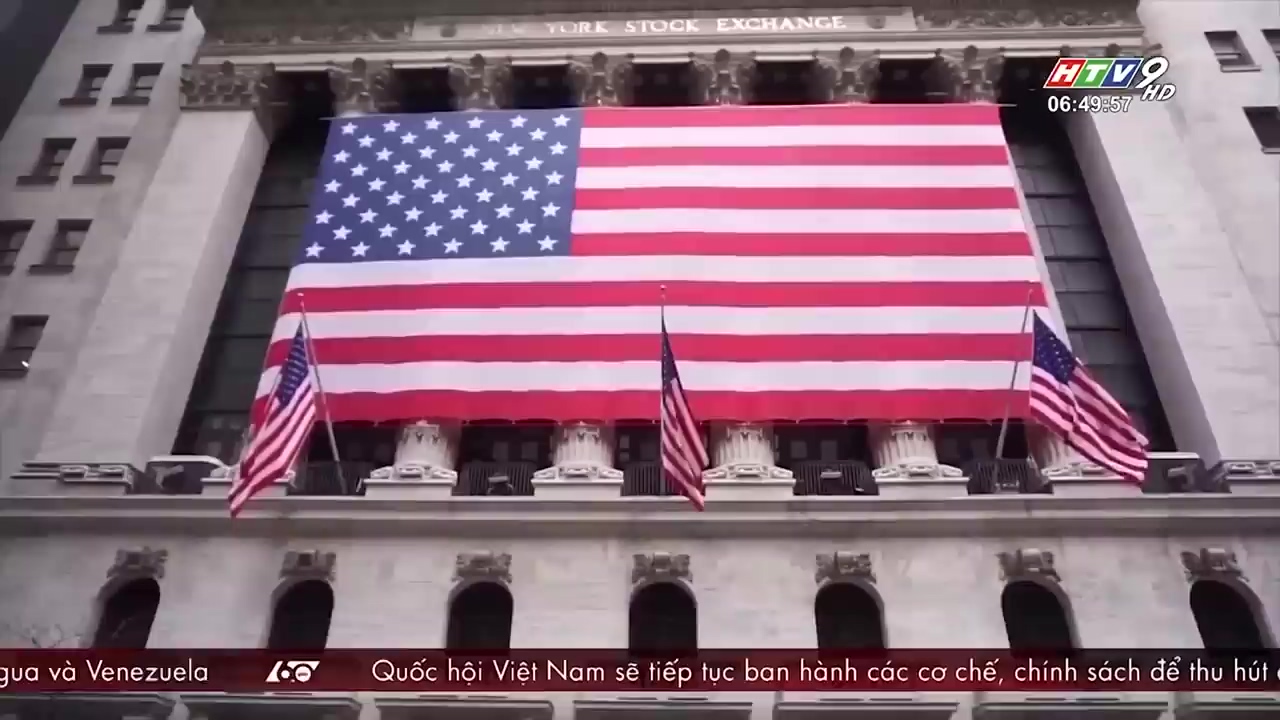 NEW YORK STOCK EXCHANGE
HTV9 HD
06:49:57
gua và Venezuela
60
Quốc hội Việt Nam sẽ tiếp tục ban hành các cơ chế, chính sách để thu hút